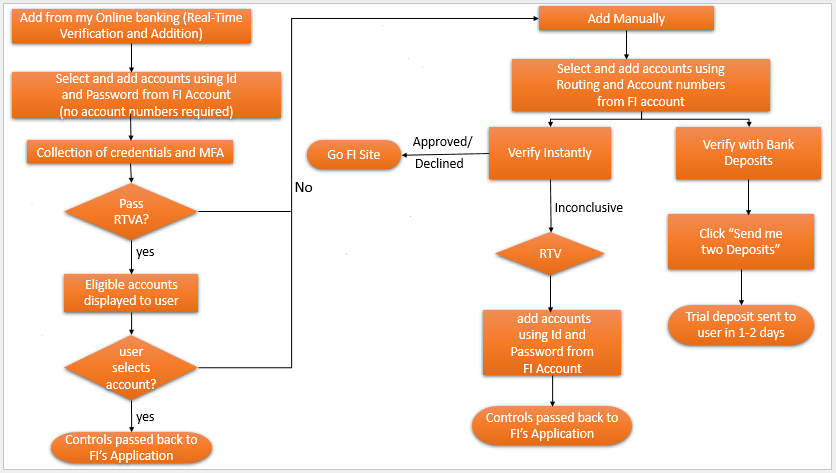 Add from my Online banking (Real-Time
Verification and Addition)
Select and add accounts using Id
and Password from FI Account
(no account numbers required)
Collection of credentials and MFA
Pass
RTVA?
No
yes
Eligible accounts
displayed to user
user
selects
account?
yes
Controls passed back to
FI's Application
Add Manually
Select and add accounts using
Routing and Account numbers
from FI account
Go FI Site
Approved/
Declined
Verify Instantly
Verify with Bank
Deposits
Inconclusive
RTV
Click “Send me
two Deposits”
add accounts
using Id and
Password from
FI Account
Trial deposit sent to
user in 1-2 days
Controls passed back to
FI's Application